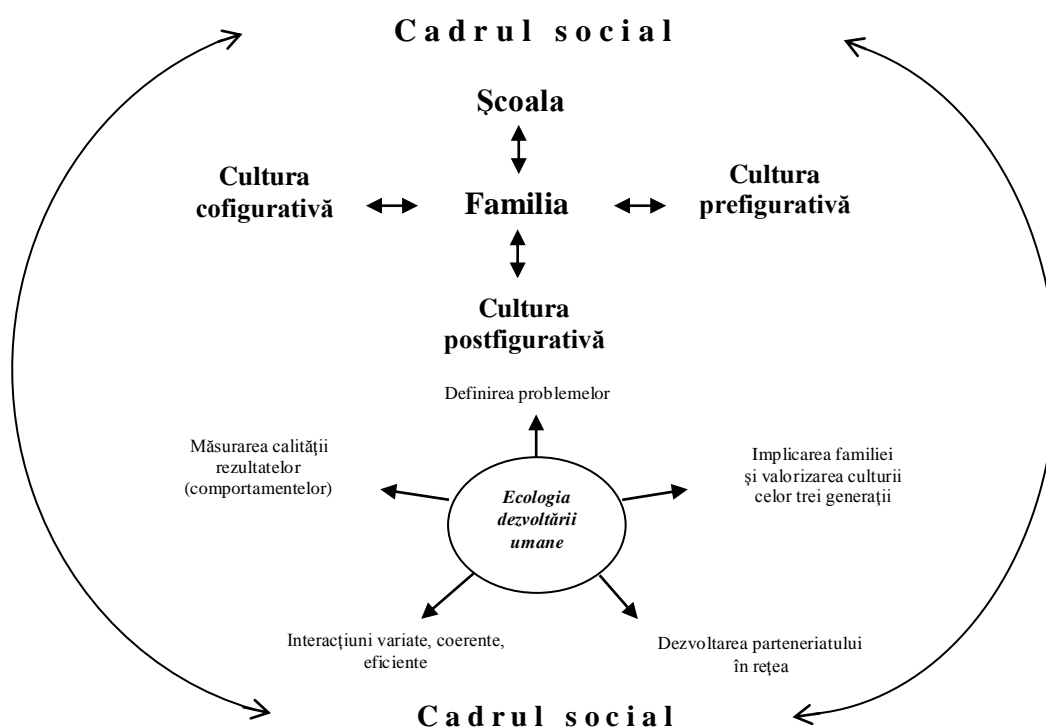 Cadrul social
Şcoala
Cultura
cofigurativă
Familia
Cultura
prefigurativă
Cultura
postfigurativă
Definirea problemelor
Măsurarea calităţii
rezultatelor
(comportamentelor)
Implicarea familiei
şi valorizarea culturii
celor trei generaţii
Ecologia
dezvoltării
umane
Interacţiuni variate, coerente,
eficiente
Dezvoltarea parteneriatului
în reţea
Cadrul social